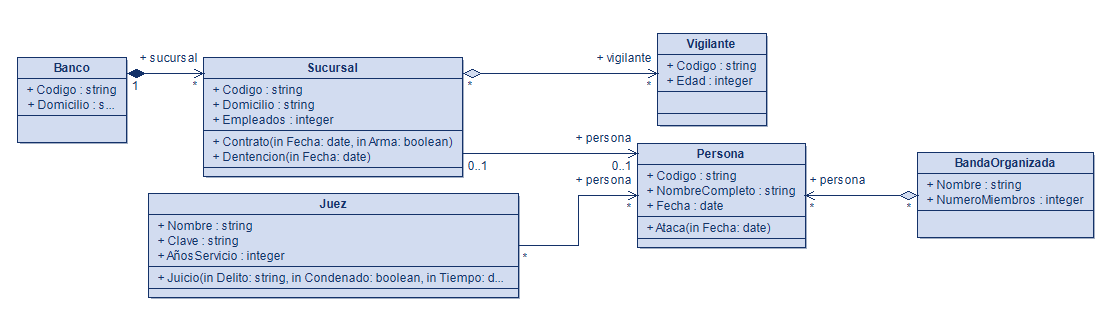 Banco
+ Codigo : string
+ Domicilio : s...
+ sucursal
1
*
Sucursal
+ Codigo : string
+ Domicilio : string
+ Empleados : integer
+ Contrato(in Fecha: date, in Arma: boolean)
+ Dentencion(in Fecha: date)
*
+ vigilante
*
Vigilante
+ Codigo : string
+ Edad : integer
0..1
+ persona
0..1
Persona
+ Codigo : string
+ NombreCompleto : string
+ Fecha : date
+ Ataca(in Fecha: date)
+ persona
*
*
BandaOrganizada
+ Nombre : string
+ NumeroMiembros : integer
Juez
+ Nombre : string
+ Clave : string
+ AñosServicio : integer
+ Juicio(in Delito: string, in Condenado: boolean, in Tiempo: d...
*
+ persona
*